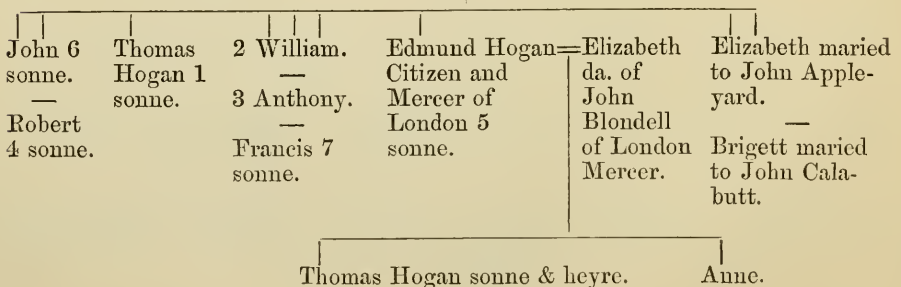 John 6
sonne.
—
Robert
4 sonne.
Thomas
Hogan 1
sonne.
2 William.
—
3 Anthony.
—
Francis 7
sonne.
Edmund Hogan=Elizabeth
Citizen and
Mercer of
London 5
sonne.
da. of
John
Blondell
of London
Mercer.
Elizabeth maried
to John Apple-
yard.
—
Brigett maried
to John Cala-
butt.
Thomas Hogan sonne & heyre.
Anne.